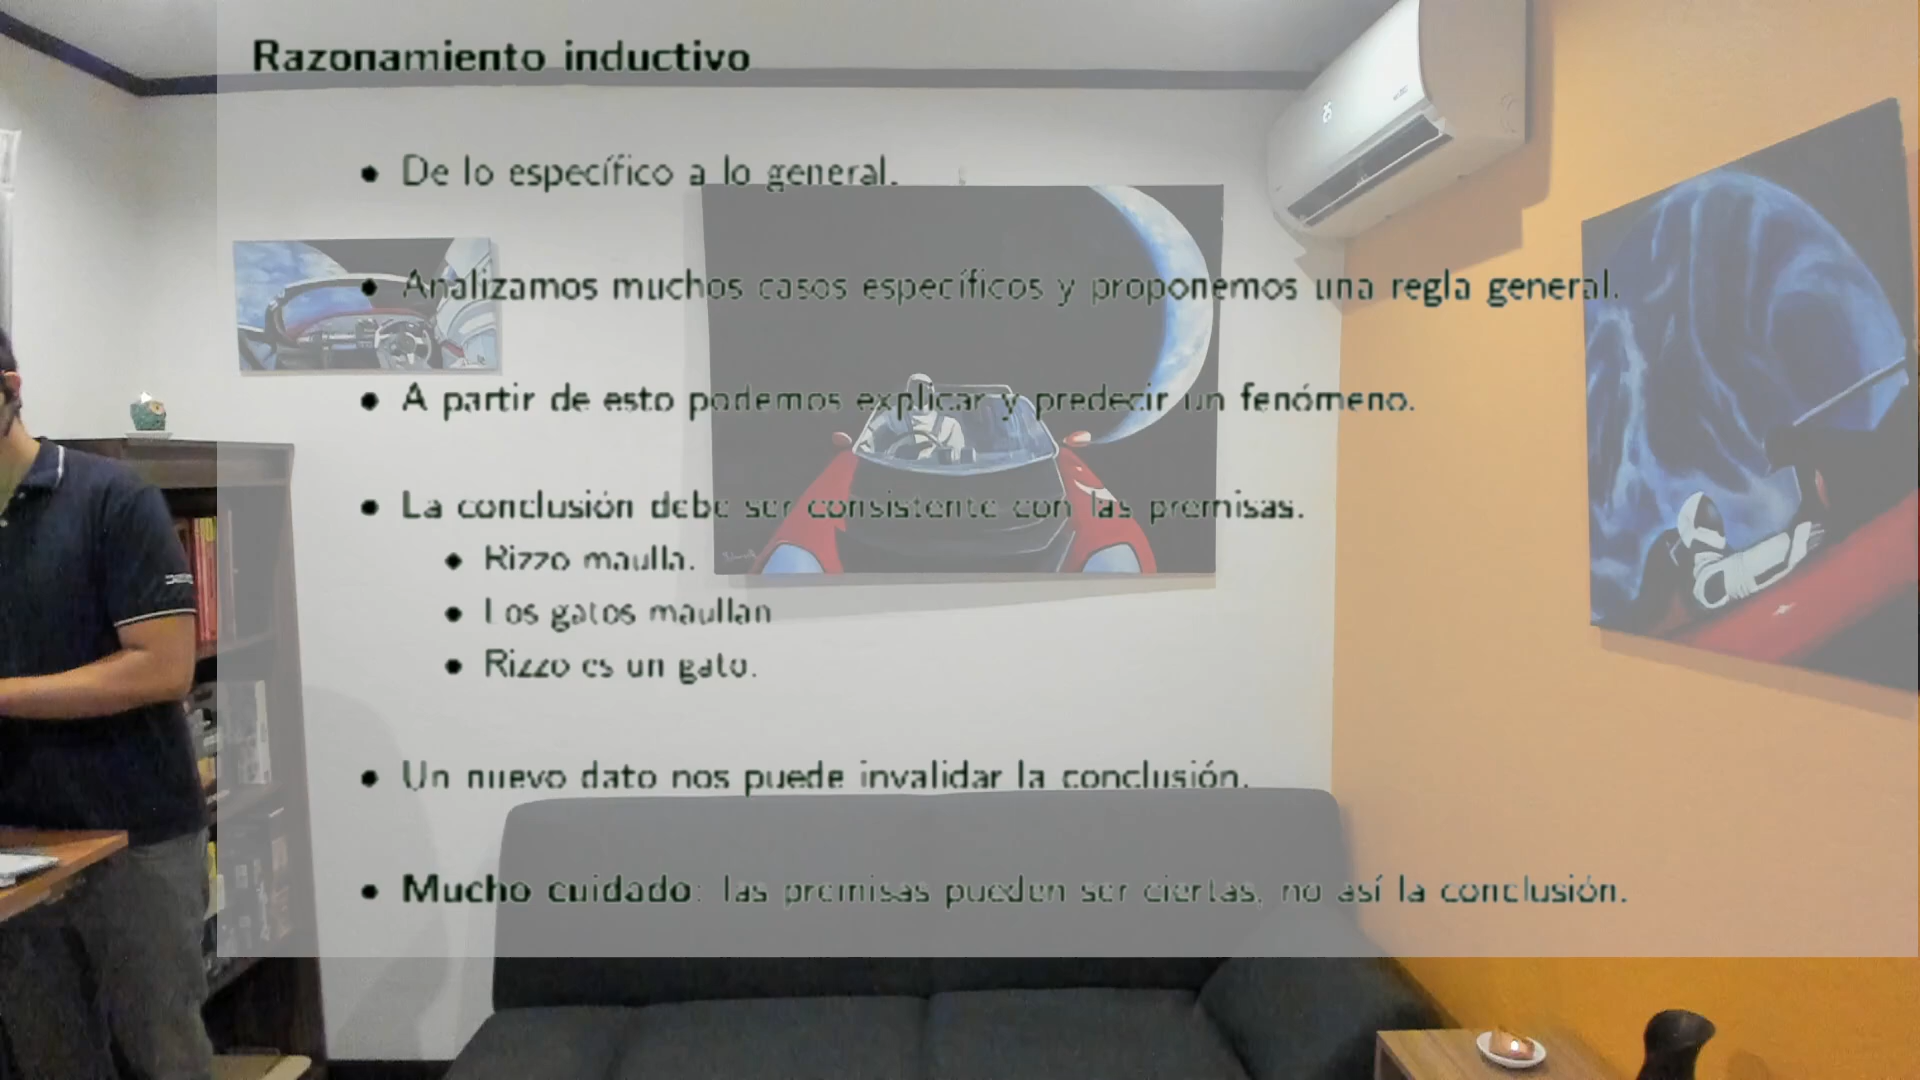 Razonamiento inductivo
• De lo específico a lo general.
• Analizamos muchos casos específicos y proponemos una regla general.
• A partir de esto podemos explicar y predecir un fenómeno.
• La conclusión debe ser consistente con las premisas.
• Rizzo maulla.
• Los gatos maullan
• Rizzo es un gato.
• Un nuevo dato nos puede invalidar la conclusión.
• Mucho cuidado: las premisas pueden ser ciertas, no así la conclusión.
25